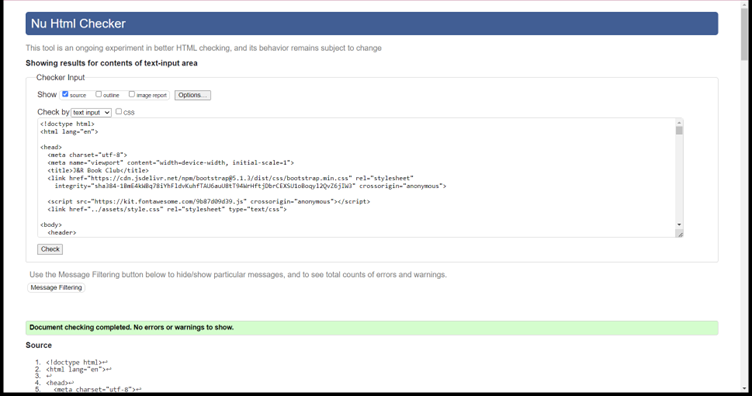 Nu Html Checker
This tool is an ongoing experiment in better HTML checking, and its behavior remains subject to change
Showing results for contents of text-input area
Checker Input
Show source outline image report Options...
Check by text input css
<!doctype html>
<html lang="en">
<head>
<meta charset="utf-8">
<meta name="viewport" content="width=device-width, initial-scale=1">
<title>J&R Book Club</title>
<link href="https://cdn.jsdelivr.net/npm/bootstrap@5.1.3/dist/css/bootstrap.min.css" rel="stylesheet"
crossorigin="anonymous">
<script src="https://kit.fontawesome.com/9b87d09d39.js" crossorigin="anonymous"></script>
<link href="../assets/style.css" rel="stylesheet" type="text/css">
<body>
<header>
Check
Use the Message Filtering button below to hide/show particular messages, and to see total counts of errors and warnings.
Message Filtering
Document checking completed. No errors or warnings to show.
Source
1. <!doctype html>↩
2. <html lang="en">↩
3. ↩
4. <head>↩
5. <meta charset="utf-8">↩